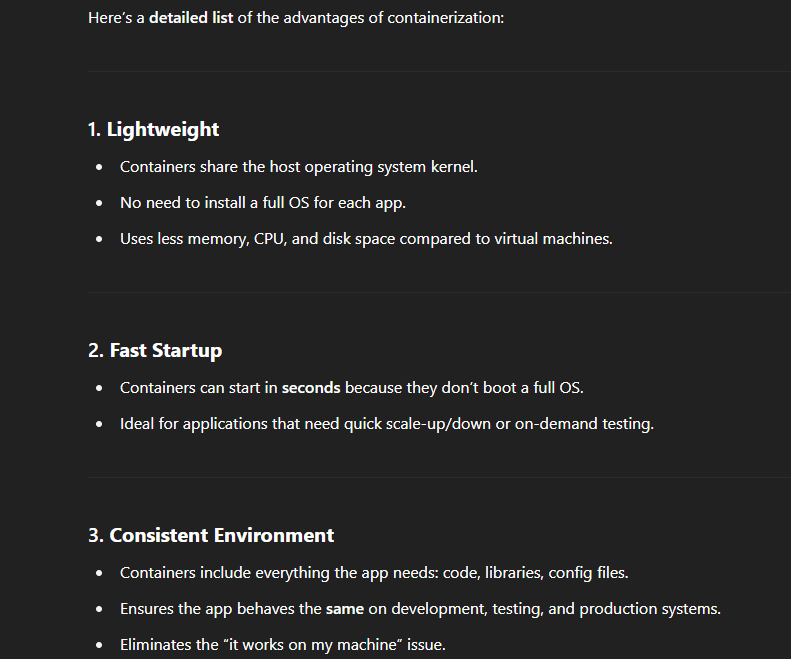 Here’s a detailed list of the advantages of containerization:
1. Lightweight
• Containers share the host operating system kernel.
• No need to install a full OS for each app.
• Uses less memory, CPU, and disk space compared to virtual machines.
2. Fast Startup
• Containers can start in seconds because they don’t boot a full OS.
• Ideal for applications that need quick scale-up/down or on-demand testing.
3. Consistent Environment
• Containers include everything the app needs: code, libraries, config files.
• Ensures the app behaves the same on development, testing, and production systems.
• Eliminates the “it works on my machine” issue.